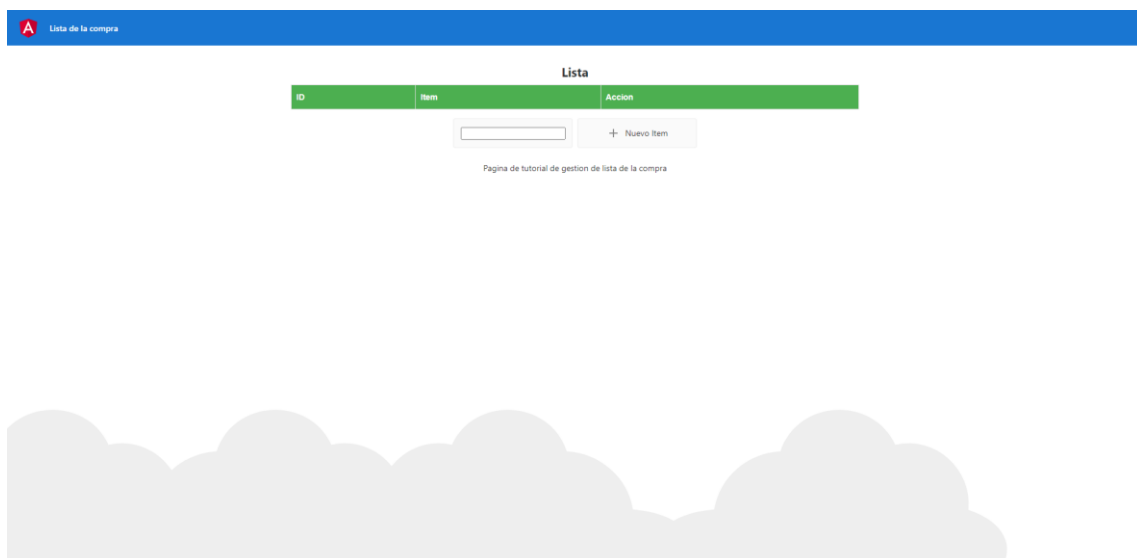 Lista de la compra
Lista
ID Item Accion
+ Nuevo Item
Pagina de tutorial de gestion de lista de la compra